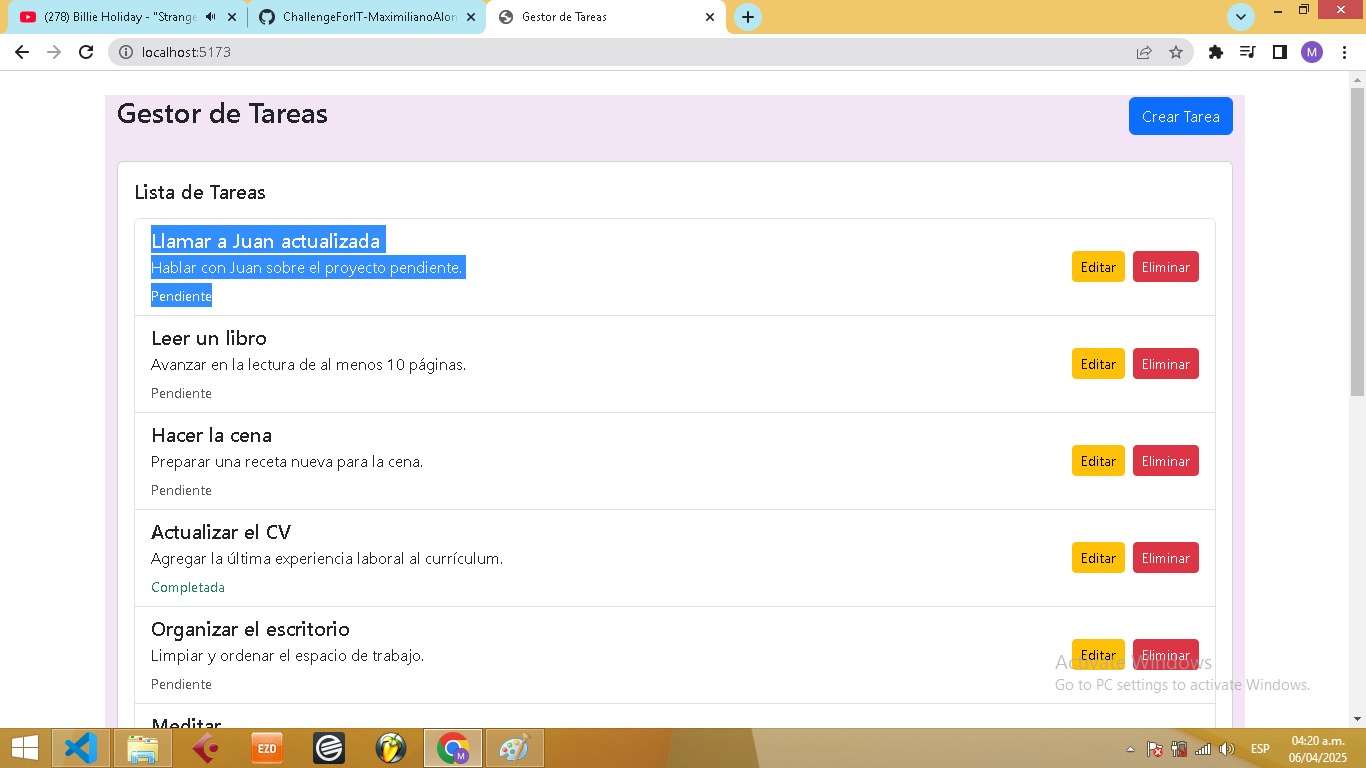 (278) Billie Holiday - "Strange
ChallengeForIT-MaximilianoAlon
Gestor de Tareas
localhost:5173
M
Gestor de Tareas
Crear Tarea
Lista de Tareas
Llamar a Juan actualizada
Hablar con Juan sobre el proyecto pendiente.
Pendiente
Editar
Eliminar
Leer un libro
Avanzar en la lectura de al menos 10 páginas.
Pendiente
Editar
Eliminar
Hacer la cena
Preparar una receta nueva para la cena.
Pendiente
Editar
Eliminar
Actualizar el CV
Agregar la última experiencia laboral al currículum.
Completada
Editar
Eliminar
Organizar el escritorio
Limpiar y ordenar el espacio de trabajo.
Pendiente
Editar
Eliminar
Meditar
Activate Windows
Go to PC settings to activate Windows.
EZD
M
ESP
04:20 a.m.
06/04/2025